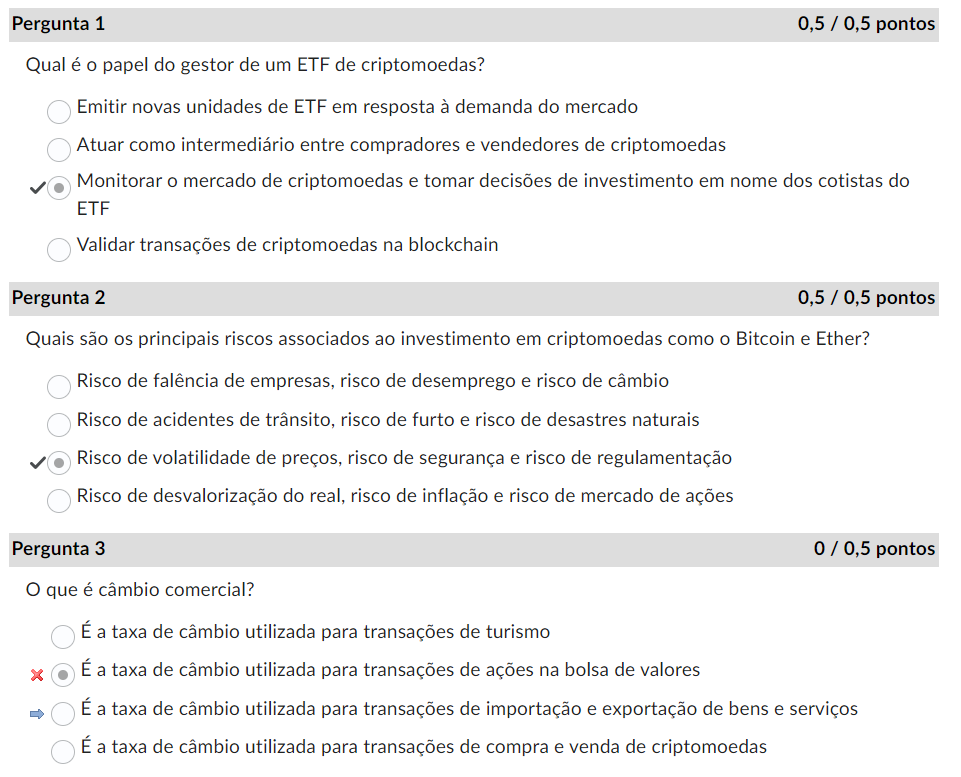 Pergunta 1 0,5 / 0,5 pontos
Qual é o papel do gestor de um ETF de criptomoedas?
Emitir novas unidades de ETF em resposta à demanda do mercado
Atuar como intermediário entre compradores e vendedores de criptomoedas
Monitorar o mercado de criptomoedas e tomar decisões de investimento em nome dos cotistas do
ETF
Validar transações de criptomoedas na blockchain
Pergunta 2 0,5 / 0,5 pontos
Quais são os principais riscos associados ao investimento em criptomoedas como o Bitcoin e Ether?
Risco de falência de empresas, risco de desemprego e risco de câmbio
Risco de acidentes de trânsito, risco de furto e risco de desastres naturais
Risco de volatilidade de preços, risco de segurança e risco de regulamentação
Risco de desvalorização do real, risco de inflação e risco de mercado de ações
Pergunta 3 0 / 0,5 pontos
O que é câmbio comercial?
É a taxa de câmbio utilizada para transações de turismo
É a taxa de câmbio utilizada para transações de ações na bolsa de valores
É a taxa de câmbio utilizada para transações de importação e exportação de bens e serviços
É a taxa de câmbio utilizada para transações de compra e venda de criptomoedas